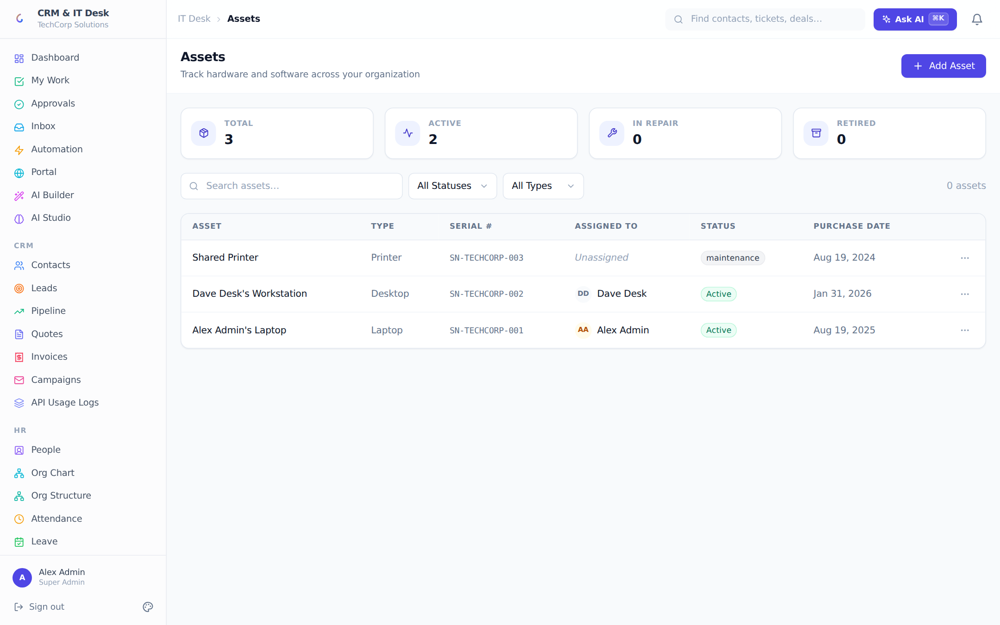 CRM & IT Desk
TechCorp Solutions
Dashboard
My Work
Approvals
Inbox
Automation
Portal
AI Builder
AI Studio
CRM
Contacts
Leads
Pipeline
Quotes
Invoices
Campaigns
API Usage Logs
HR
People
Org Chart
Org Structure
Attendance
Leave
A
Alex Admin
Super Admin
Sign out
IT Desk > Assets
Find contacts, tickets, deals...
Ask AI ⌘K
Assets
Track hardware and software across your organization
Add Asset
TOTAL
3
ACTIVE
2
IN REPAIR
0
RETIRED
0
Search assets...
All Statuses
All Types
0 assets
ASSET TYPE SERIAL # ASSIGNED TO STATUS PURCHASE DATE
Shared Printer Printer SN-TECHCORP-003 Unassigned maintenance Aug 19, 2024
Dave Desk's Workstation Desktop SN-TECHCORP-002 DD Dave Desk Active Jan 31, 2026
Alex Admin's Laptop Laptop SN-TECHCORP-001 AA Alex Admin Active Aug 19, 2025